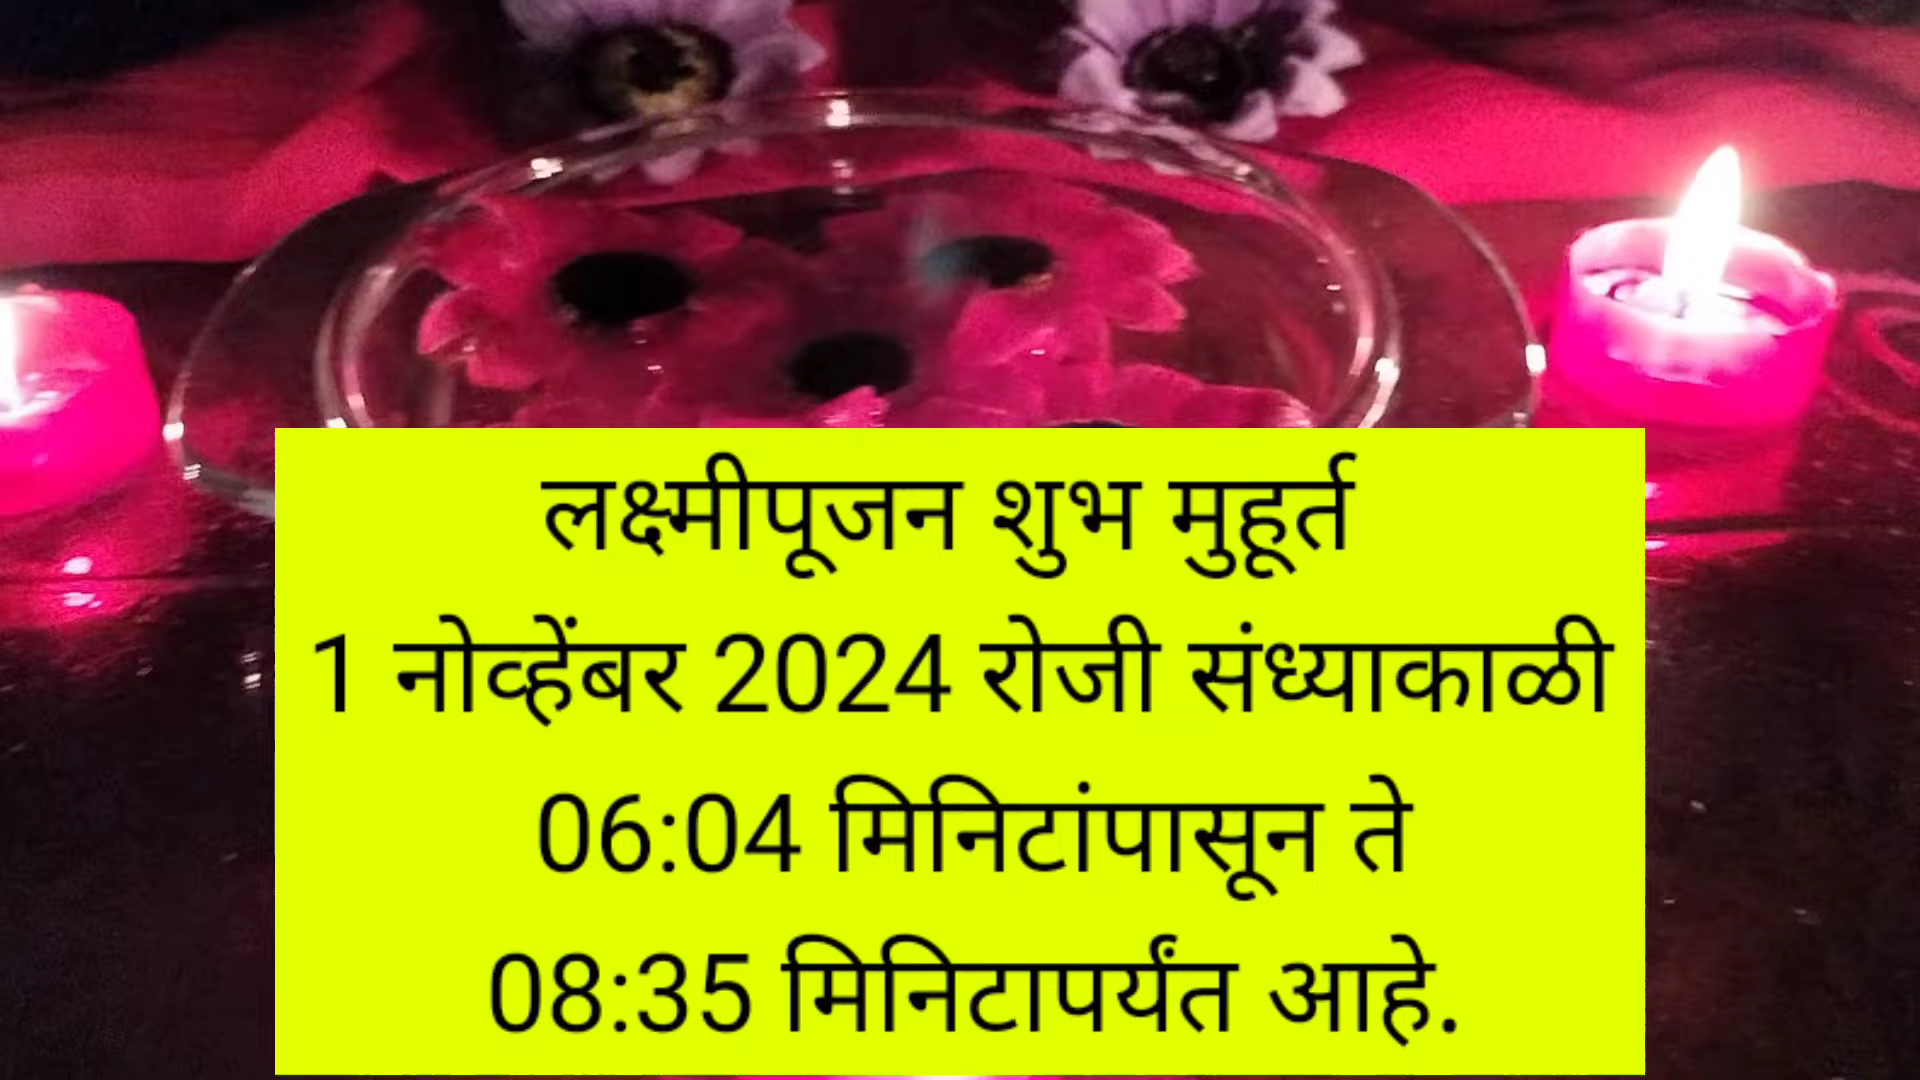 लक्ष्मीपूजन शुभ मुहूर्त
1 नोव्हेंबर 2024 रोजी संध्याकाळी
06:04 मिनिटांपासून ते
08:35 मिनिटापर्यंत आहे.